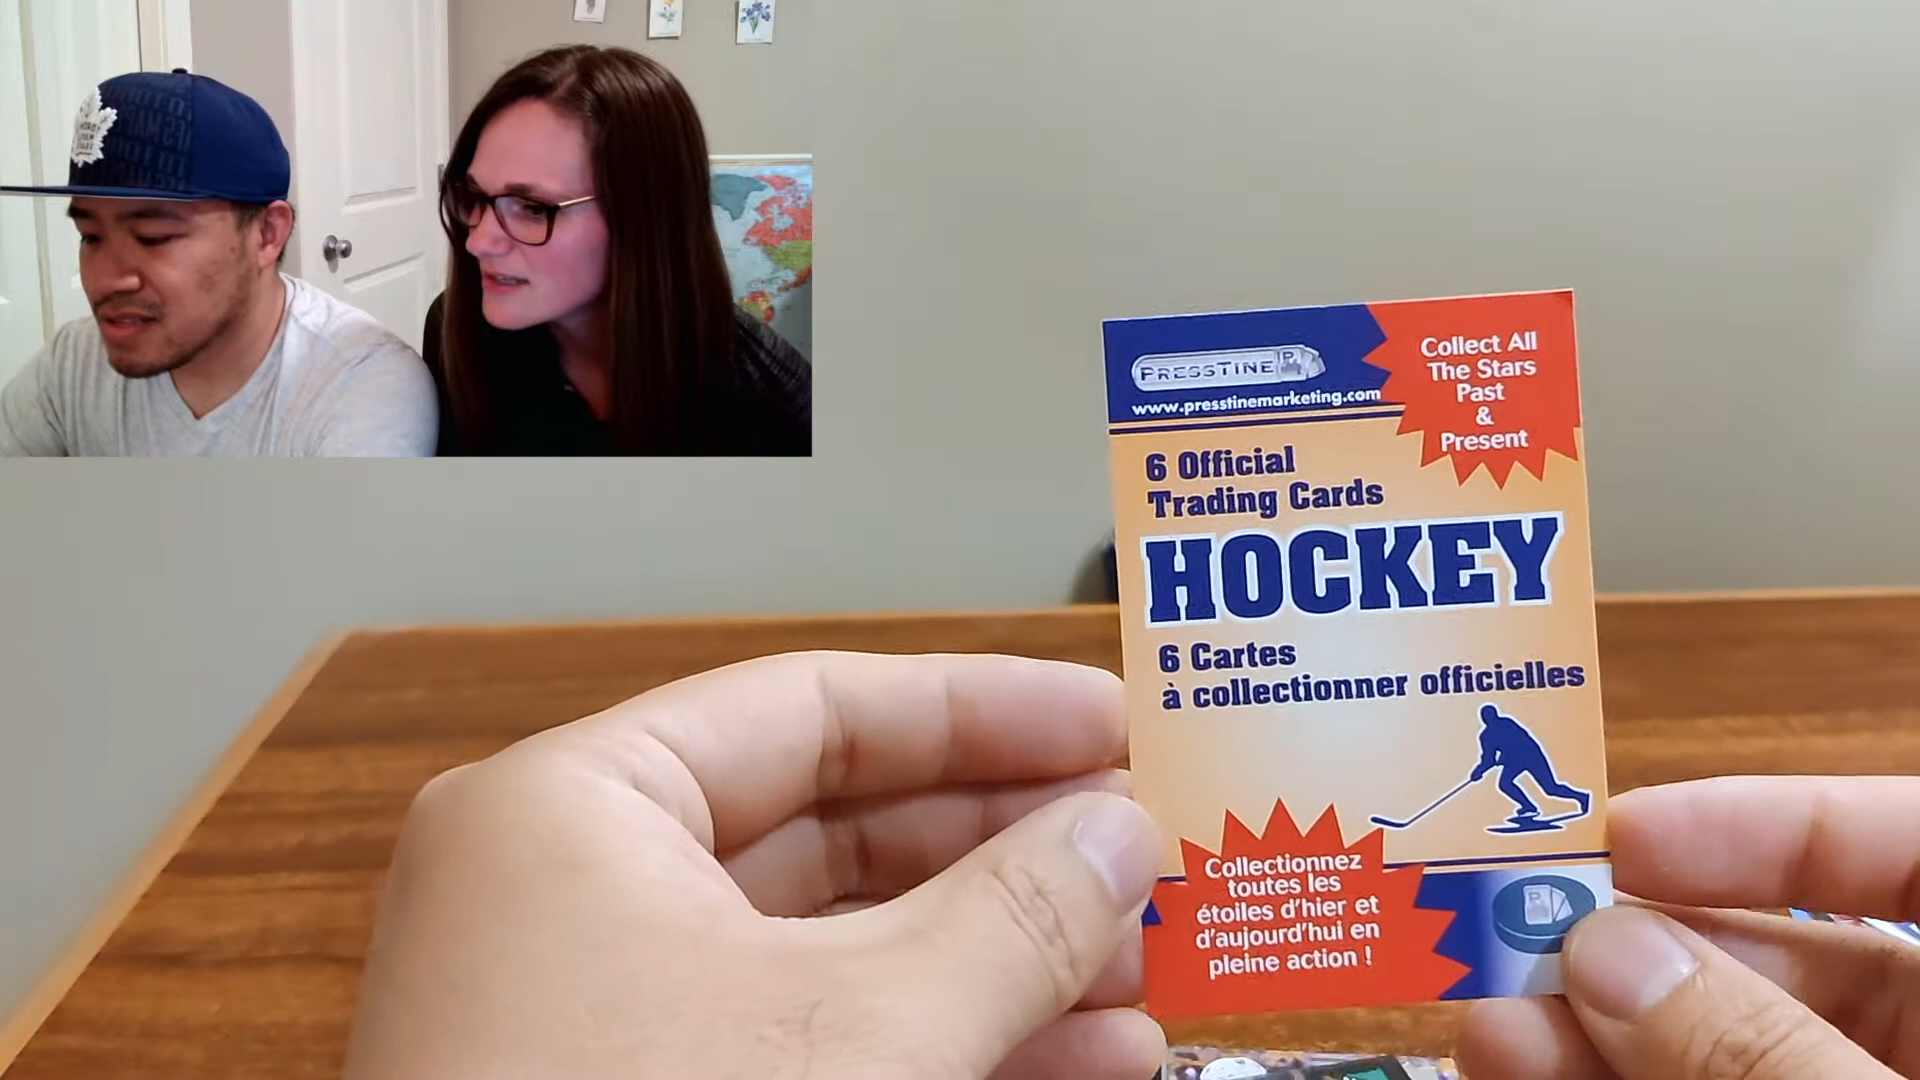 PRESSTINE
www.presstinemarketing.com
Collect All
The Stars
Past
&
Present
6 Official
Trading Cards
HOCKEY
6 Cartes
à collectionner officielles
Collectionnez
toutes les
étoiles d'hier et
d'aujourd'hui en
pleine action !
P